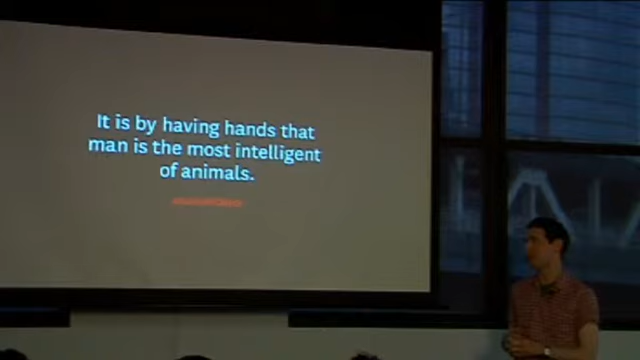 It is by having hands that
man is the most intelligent
of animals.